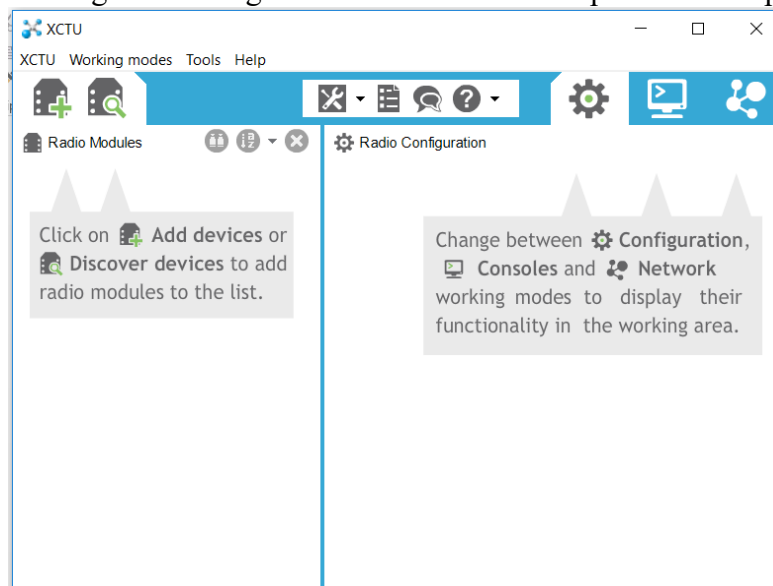 XCTU
XCTU Working modes Tools Help
Radio Modules
Radio Configuration
Click on Add devices or
Discover devices to add
radio modules to the list.
Change between Configuration,
Consoles and Network
working modes to display their
functionality in the working area.